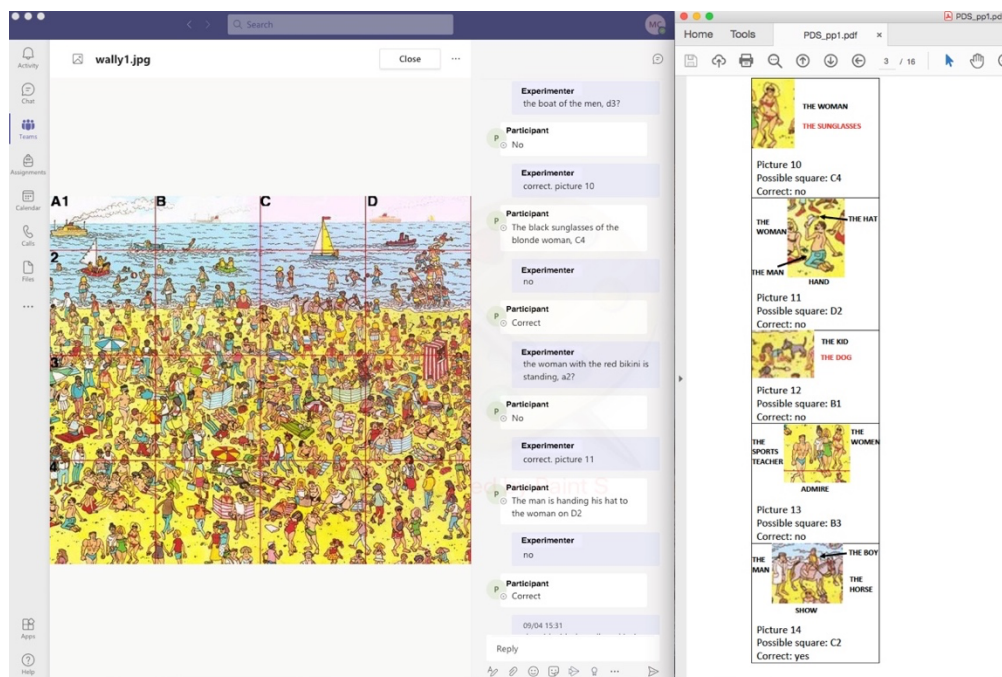 Search
MC
PDS_pp1.pd
Home
Tools
PDS_pp1.pdf
×
3 / 16
Activity
Chat
Teams
Assignments
Calendar
Calls
Files
...
Apps
Help
wally1.jpg
Close
...
A1
B
C
D
2
3
4
Experimenter
the boat of the men, d3?
P
Participant
No
Experimenter
correct. picture 10
P
Participant
The black sunglasses of the
blonde woman, C4
Experimenter
no
P
Participant
Correct
Experimenter
the woman with the red bikini is
standing, a2?
P
Participant
No
Experimenter
correct. picture 11
P
Participant
The man is handing his hat to
the woman on D2
Experimenter
no
P
Participant
Correct
09/04 15:31
Reply
THE WOMAN
THE SUNGLASSES
Picture 10
Possible square: C4
Correct: no
THE
WOMAN
THE HAT
THE MAN
HAND
Picture 11
Possible square: D2
Correct: no
THE KID
THE DOG
Picture 12
Possible square: B1
Correct: no
THE
SPORTS
TEACHER
THE
WOMEN
ADMIRE
Picture 13
Possible square: B3
Correct: no
THE
MAN
THE BOY
THE
HORSE
SHOW
Picture 14
Possible square: C2
Correct: yes